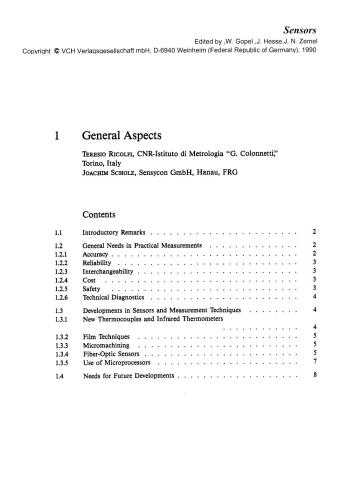 Sensors
Edited by ,W. Gopel ,J. Hesse,J. N. Zemel
Copyright © VCH Verlagsgesellschaft mbH, D-6940 Weinheim (Federal Republic of Germany), 1990
1 General Aspects
TERESIO RICOLFI, CNR-Istituto di Metrologia "G. Colonnetti,"
Torino, Italy
JOACHIM SCHOLZ, Sensycon GmbH, Hanau, FRG
Contents
1.1 Introductory Remarks . . . . . . . . . . . . . . . . . . . . . . . 2
1.2 General Needs in Practical Measurements . . . . . . . . . . . . . . 2
1.2.1 Accuracy . . . . . . . . . . . . . . . . . . . . . . . . . . . 2
1.2.2 Reliability . . . . . . . . . . . . . . . . . . . . . . . . . . 3
1.2.3 Interchangeability . . . . . . . . . . . . . . . . . . . . . . . 3
1.2.4 Cost . . . . . . . . . . . . . . . . . . . . . . . . . . . . 3
1.2.5 Safety . . . . . . . . . . . . . . . . . . . . . . . . . . . 3
1.2.6 Technical Diagnostics . . . . . . . . . . . . . . . . . . . . . . 4
1.3 Developments in Sensors and Measurement Techniques . . . . . . . . 4
1.3.1 New Thermocouples and Infrared Thermometers
. . . . . . . . . . . . 4
1.3.2 Film Techniques . . . . . . . . . . . . . . . . . . . . . . . . 5
1.3.3 Micromachining . . . . . . . . . . . . . . . . . . . . . . . . 5
1.3.4 Fiber-Optic Sensors . . . . . . . . . . . . . . . . . . . . . . . 5
1.3.5 Use of Microprocessors . . . . . . . . . . . . . . . . . . . . . 7
1.4 Needs for Future Developments . . . . . . . . . . . . . . . . . . 8